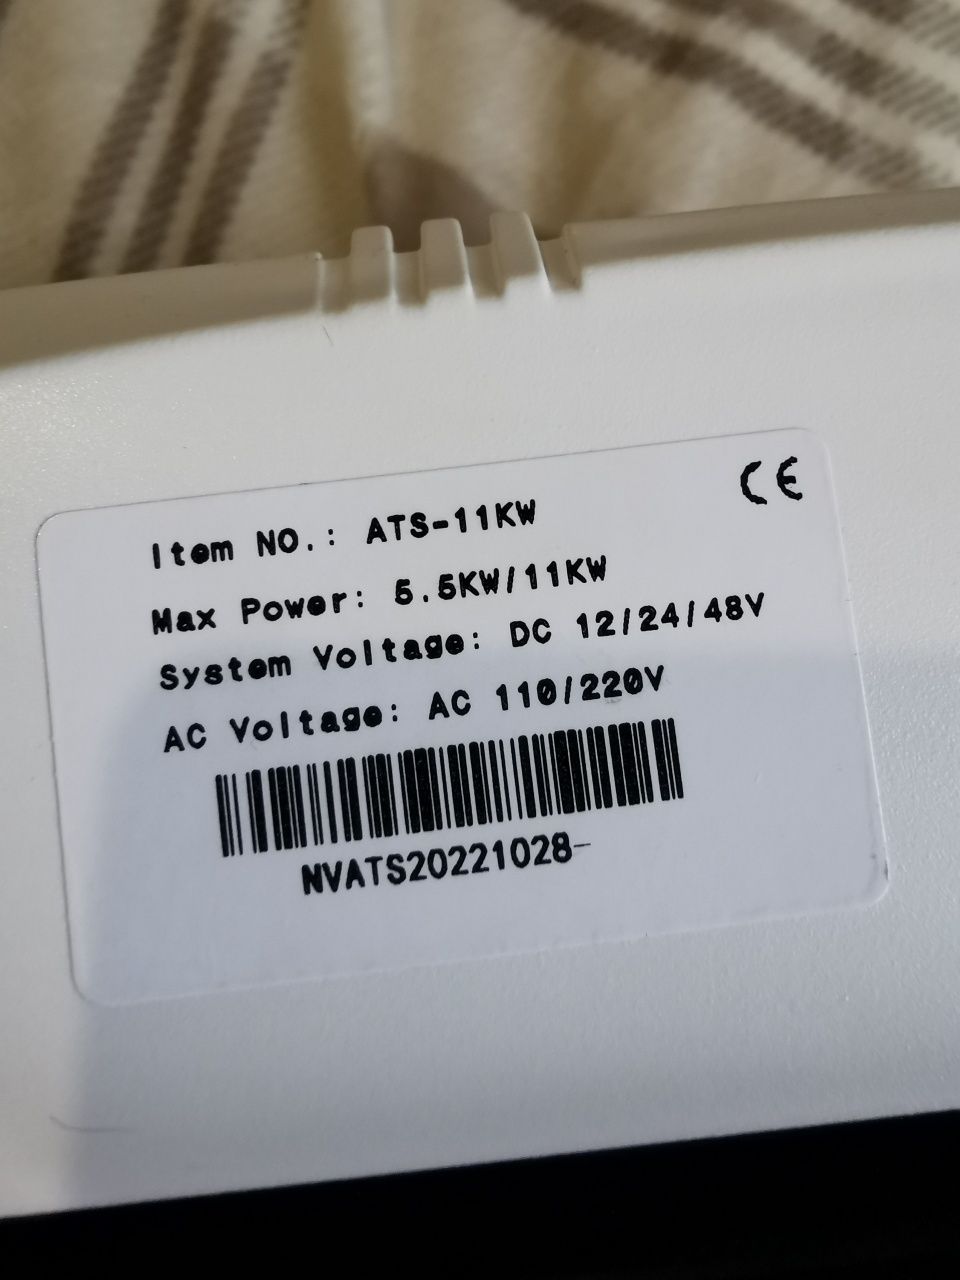 CE
Item NO.: ATS-11KW
Max Power: 5.5KW/11KW
System Voltage: DC 12/24/48V
AC Voltage: AC 110/220V
NVATS20221028-